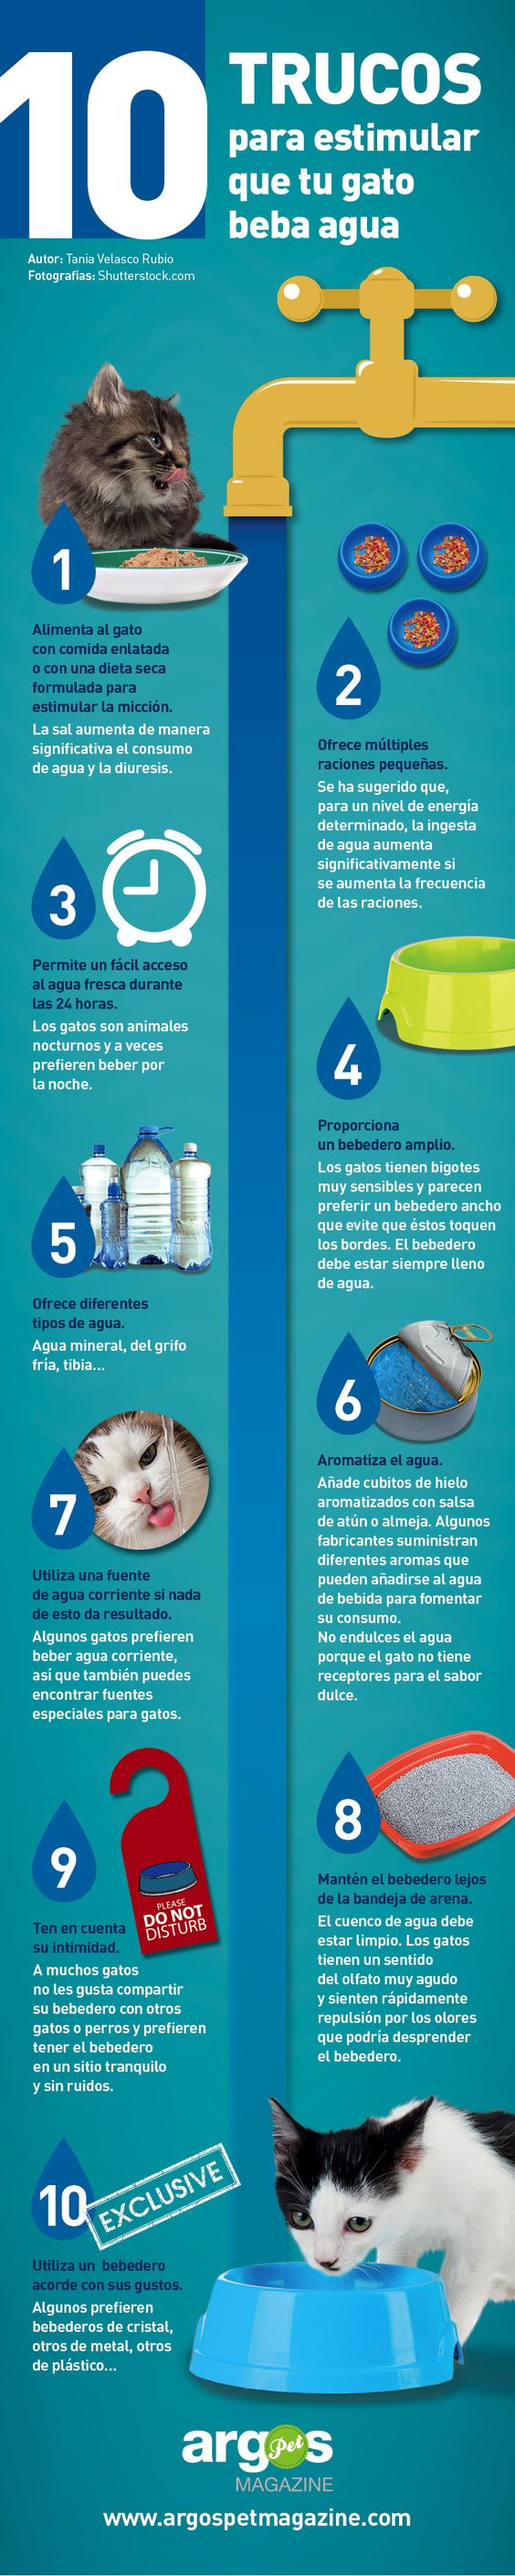 10
TRUCOS
para estimular
que tu gato
beba agua
Autor: Tania Velasco Rubio
Fotografías: Shutterstock.com
1
Alimenta al gato
con comida enlatada
o con una dieta seca
formulada para
estimular la micción.
La sal aumenta de manera
significativa el consumo
de agua y la diuresis.
2
Ofrece múltiples
raciones pequeñas.
Se ha sugerido que,
para un nivel de energía
determinado, la ingesta
de agua aumenta
significativamente si
se aumenta la frecuencia
de las raciones.
3
Permite un fácil acceso
al agua fresca durante
las 24 horas.
Los gatos son animales
nocturnos y a veces
prefieren beber por
la noche.
4
Proporciona
un bebedero amplio.
Los gatos tienen bigotes
muy sensibles y parecen
preferir un bebedero ancho
que evite que éstos toquen
los bordes. El bebedero
debe estar siempre lleno
de agua.
5
Ofrece diferentes
tipos de agua.
Agua mineral, del grifo
fría, tibia...
6
Aromatiza el agua.
Añade cubitos de hielo
aromatizados con salsa
de atún o almeja. Algunos
fabricantes suministran
diferentes aromas que
pueden añadirse al agua
de bebida para fomentar
su consumo.
No endulces el agua
porque el gato no tiene
receptores para el sabor
dulce.
7
Utiliza una fuente
de agua corriente si nada
de esto da resultado.
Algunos gatos prefieren
beber agua corriente,
así que también puedes
encontrar fuentes
especiales para gatos.
8
Mantén el bebedero lejos
de la bandeja de arena.
El cuenco de agua debe
estar limpio. Los gatos
tienen un sentido
del olfato muy agudo
y sienten rápidamente
repulsión por los olores
que podría desprender
el bebedero.
9
PLEASE
DO NOT
DISTURB
Ten en cuenta
su intimidad.
A muchos gatos
no les gusta compartir
su bebedero con otros
gatos o perros y prefieren
tener el bebedero
en un sitio tranquilo
y sin ruidos.
10
EXCLUSIVE
Utiliza un bebedero
acorde con sus gustos.
Algunos prefieren
bebederos de cristal,
otros de metal, otros
de plástico...
argos
Pet
MAGAZINE
www.argospetmagazine.com